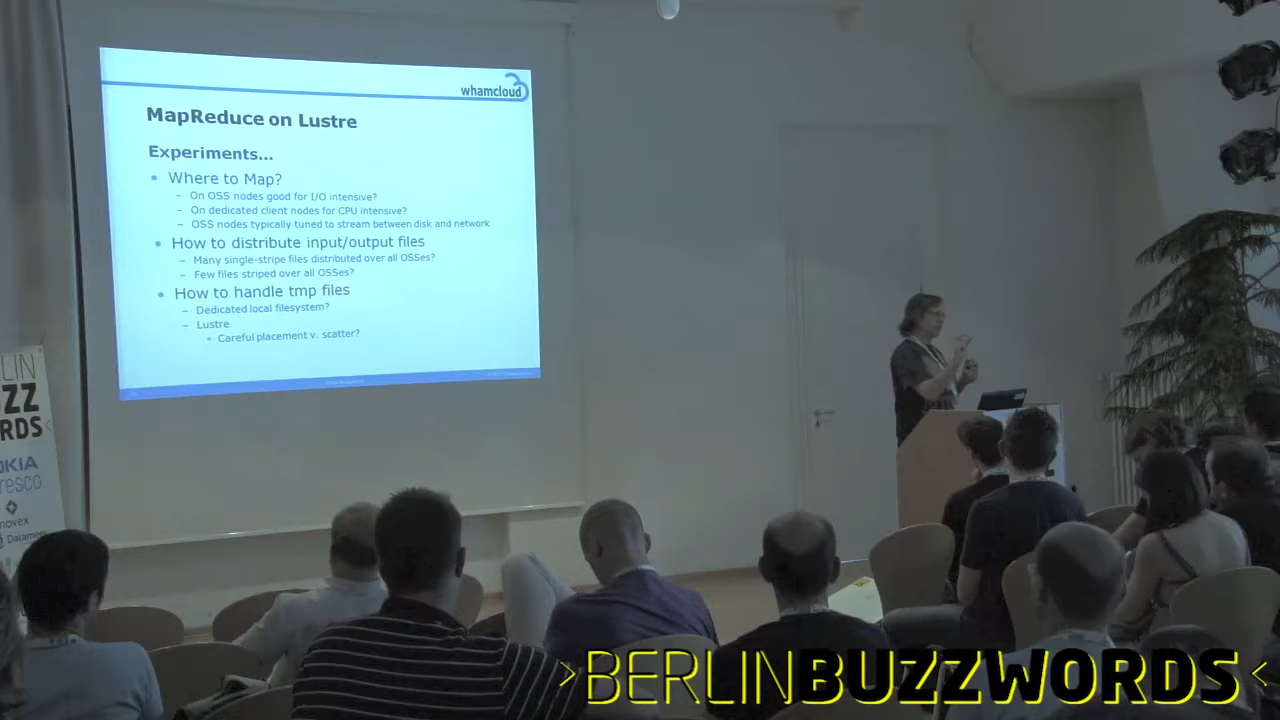 whamcloud
MapReduce on Lustre
Experiments...
• Where to Map?
– On OSS nodes good for I/O intensive?
– On dedicated client nodes for CPU intensive?
– OSS nodes typically tuned to stream between disk and network
• How to distribute input/output files
– Many single-stripe files distributed over all OSSes?
– Few files striped over all OSSes?
• How to handle tmp files
– Dedicated local filesystem?
– Lustre
• Careful placement v. scatter?
LIN
ZZ
RDS<
OKIA
resco
novex
Datameer
>BERLINBUZZWORDS<